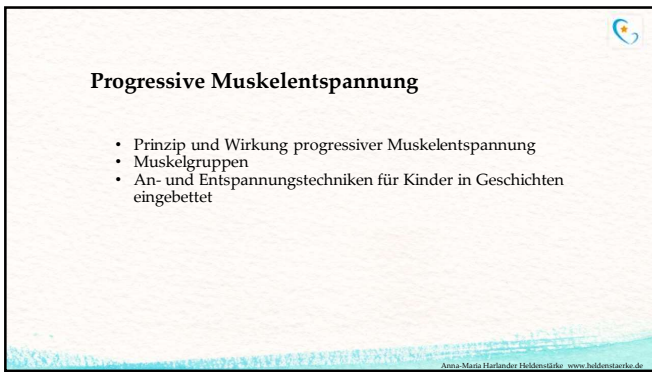 Progressive Muskelentspannung
• Prinzip und Wirkung progressiver Muskelentspannung
• Muskelgruppen
• An- und Entspannungstechniken für Kinder in Geschichten
eingebettet
Anna-Maria Harlander Heldenstärke www.heldenstaerke.de